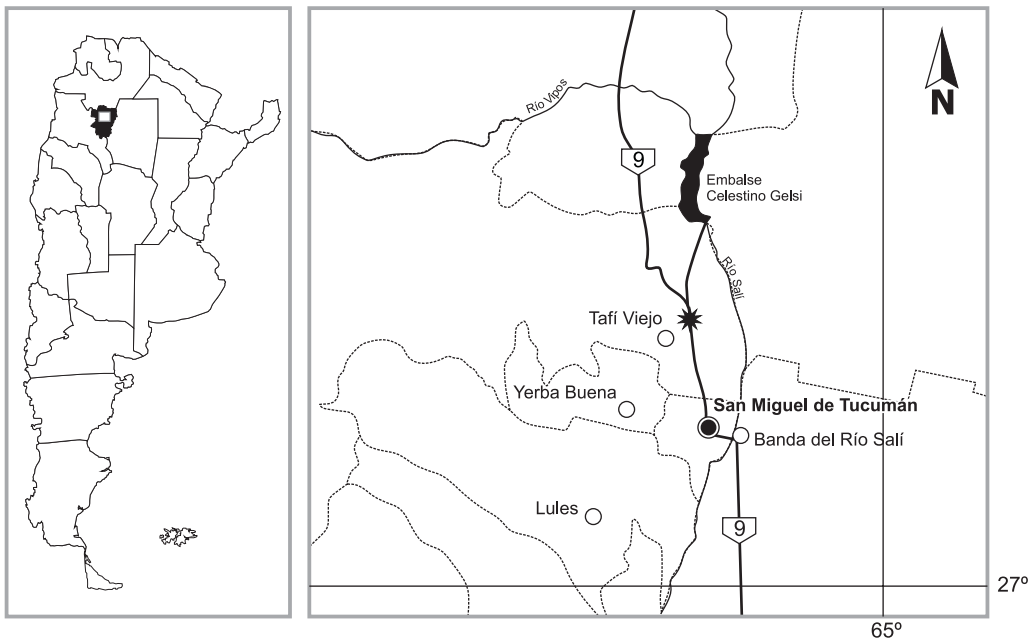 N
Río Vipos
9
Embalse
Celestino Gelsi
Río Salí
Tafí Viejo
Yerba Buena
San Miguel de Tucumán
Banda del Río Salí
Lules
9
27º
65º